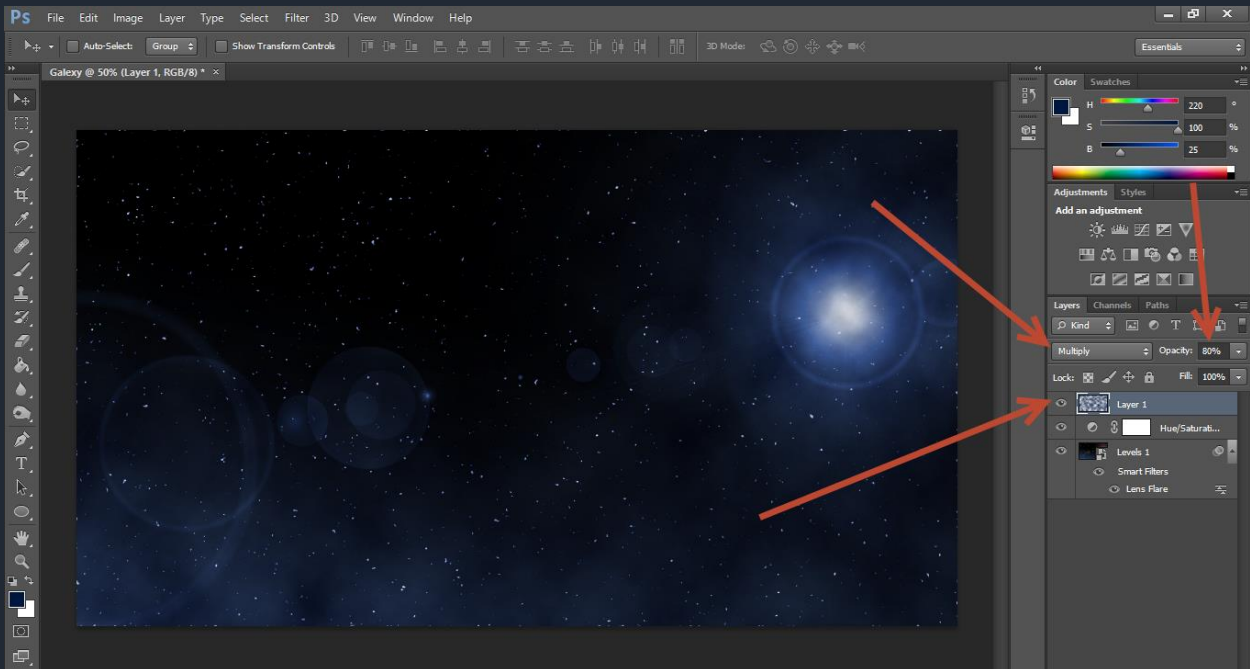 Ps File Edit Image Layer Type Select Filter 3D View Window Help
Auto-Select: Group Show Transform Controls 3D Mode: Essentials
Galexy @ 50% (Layer 1, RGB/8) * ×
Color Swatches
H 220 °
S 100 %
B 25 %
Adjustments Styles
Add an adjustment
Layers Channels Paths
Kind
Multiply Opacity: 80%
Lock: Fill: 100%
Layer 1
Hue/Saturati...
Levels 1
Smart Filters
Lens Flare